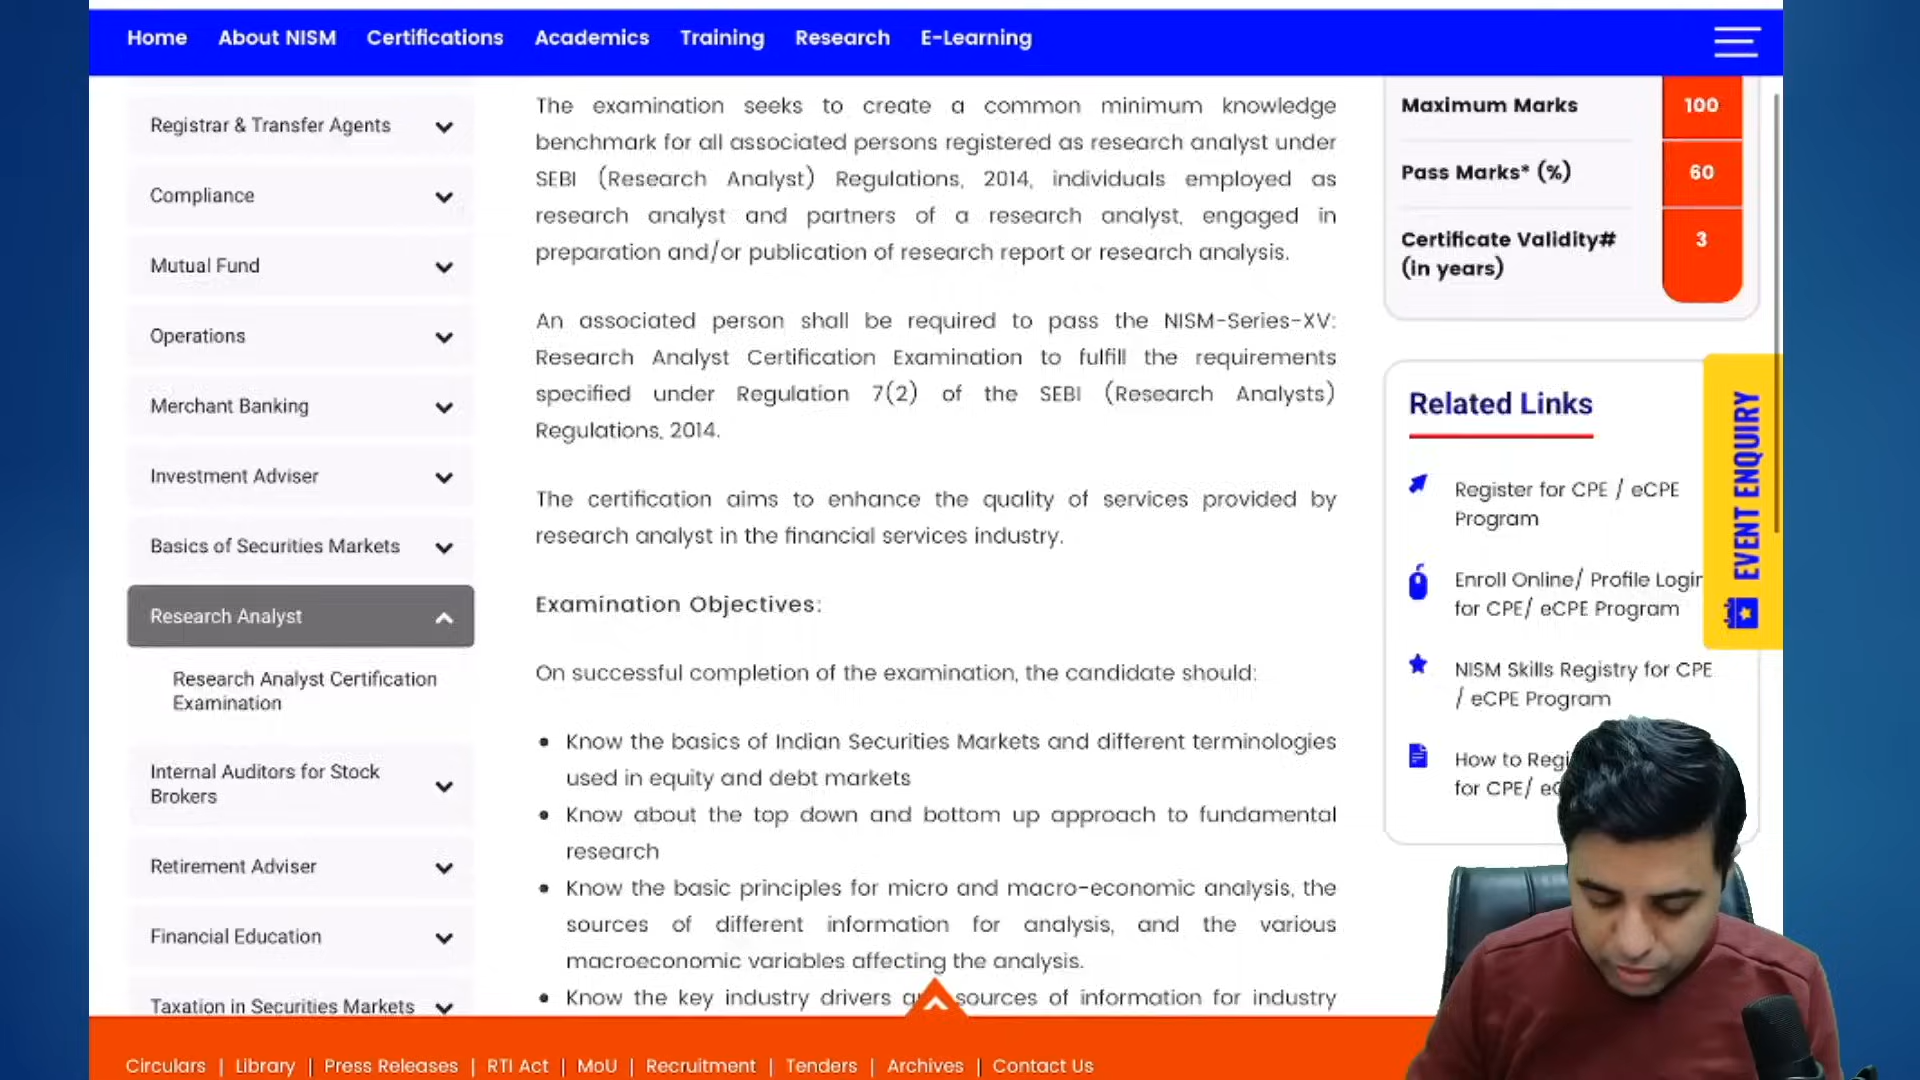 Home About NISM Certifications Academics Training Research E-Learning
Registrar & Transfer Agents
Compliance
Mutual Fund
Operations
Merchant Banking
Investment Adviser
Basics of Securities Markets
Research Analyst
Research Analyst Certification
Examination
Internal Auditors for Stock
Brokers
Retirement Adviser
Financial Education
Taxation in Securities Markets
The examination seeks to create a common minimum knowledge
benchmark for all associated persons registered as research analyst under
SEBI (Research Analyst) Regulations, 2014, individuals employed as
research analyst and partners of a research analyst, engaged in
preparation and/or publication of research report or research analysis.
An associated person shall be required to pass the NISM-Series-XV:
Research Analyst Certification Examination to fulfill the requirements
specified under Regulation 7(2) of the SEBI (Research Analysts)
Regulations, 2014.
The certification aims to enhance the quality of services provided by
research analyst in the financial services industry.
Examination Objectives:
On successful completion of the examination, the candidate should:
• Know the basics of Indian Securities Markets and different terminologies
used in equity and debt markets
• Know about the top down and bottom up approach to fundamental
research
• Know the basic principles for micro and macro-economic analysis, the
sources of different information for analysis, and the various
macroeconomic variables affecting the analysis.
• Know the key industry drivers sources of information for industry
Maximum Marks 100
Pass Marks* (%) 60
Certificate Validity# 3
(in years)
Related Links
Register for CPE / eCPE
Program
Enroll Online/ Profile Login
for CPE/ eCPE Program
NISM Skills Registry for CPE
/ eCPE Program
How to
for CPE/
EVENT ENQUIRY
Circulars | Library | Press Releases | RTI Act | MoU | Recruitment | Tenders | Archives | Contact Us